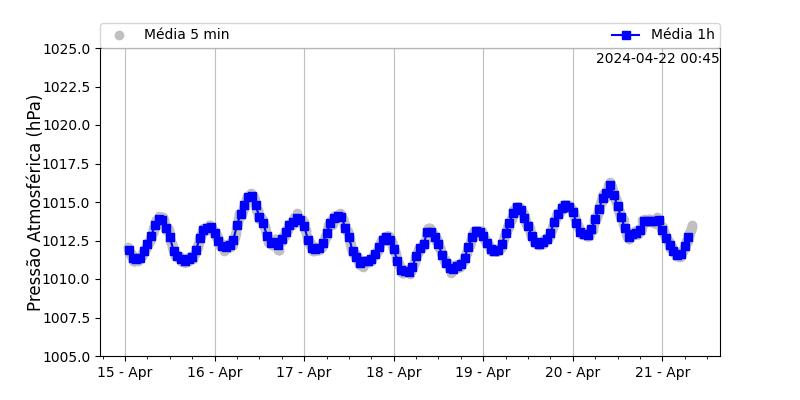 Média 5 min
Média 1h
2024-04-22 00:45
Pressão Atmosférica (hPa)
1025.0
1022.5
1020.0
1017.5
1015.0
1012.5
1010.0
1007.5
1005.0
15 - Apr
16 - Apr
17 - Apr
18 - Apr
19 - Apr
20 - Apr
21 - Apr